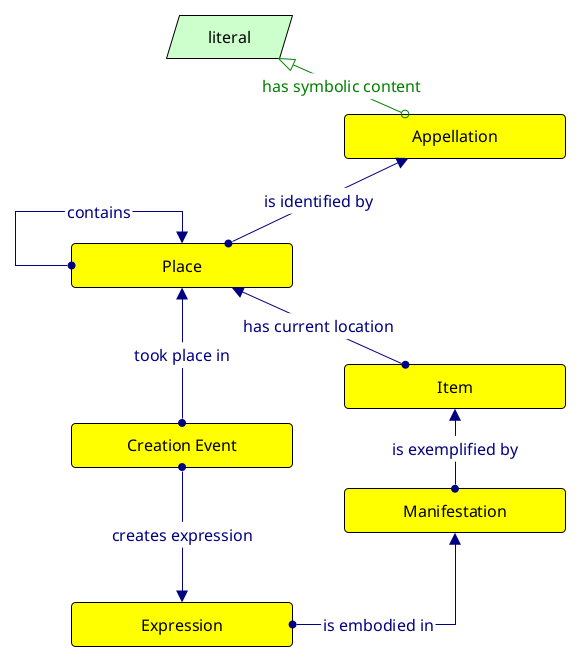 literal
has symbolic content
Appellation
is identified by
contains
Place
has current location
took place in
Item
Creation Event
is exemplified by
Manifestation
creates expression
Expression
is embodied in